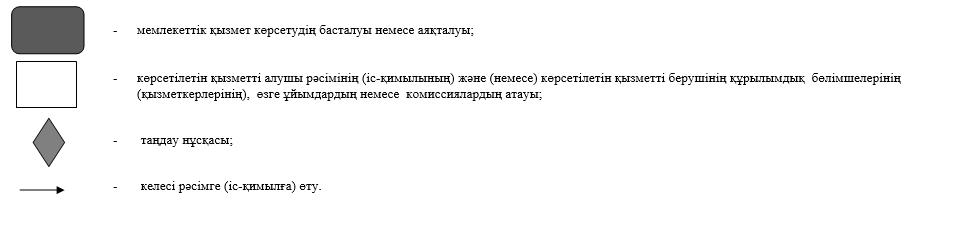 - мемлекеттік қызмет көрсетудің басталуы немесе аяқталуы;
- көрсетілетін қызметті алушы рәсімінің (іс-қимылының) және (немесе) көрсетілетін қызметті берушінің құрылымдық бөлімшелерінің
(қызметкерлерінің), өзге ұйымдардың немесе комиссиялардың атауы;
- таңдау нұсқасы;
- келесі рәсімге (іс-қимылға) өту.